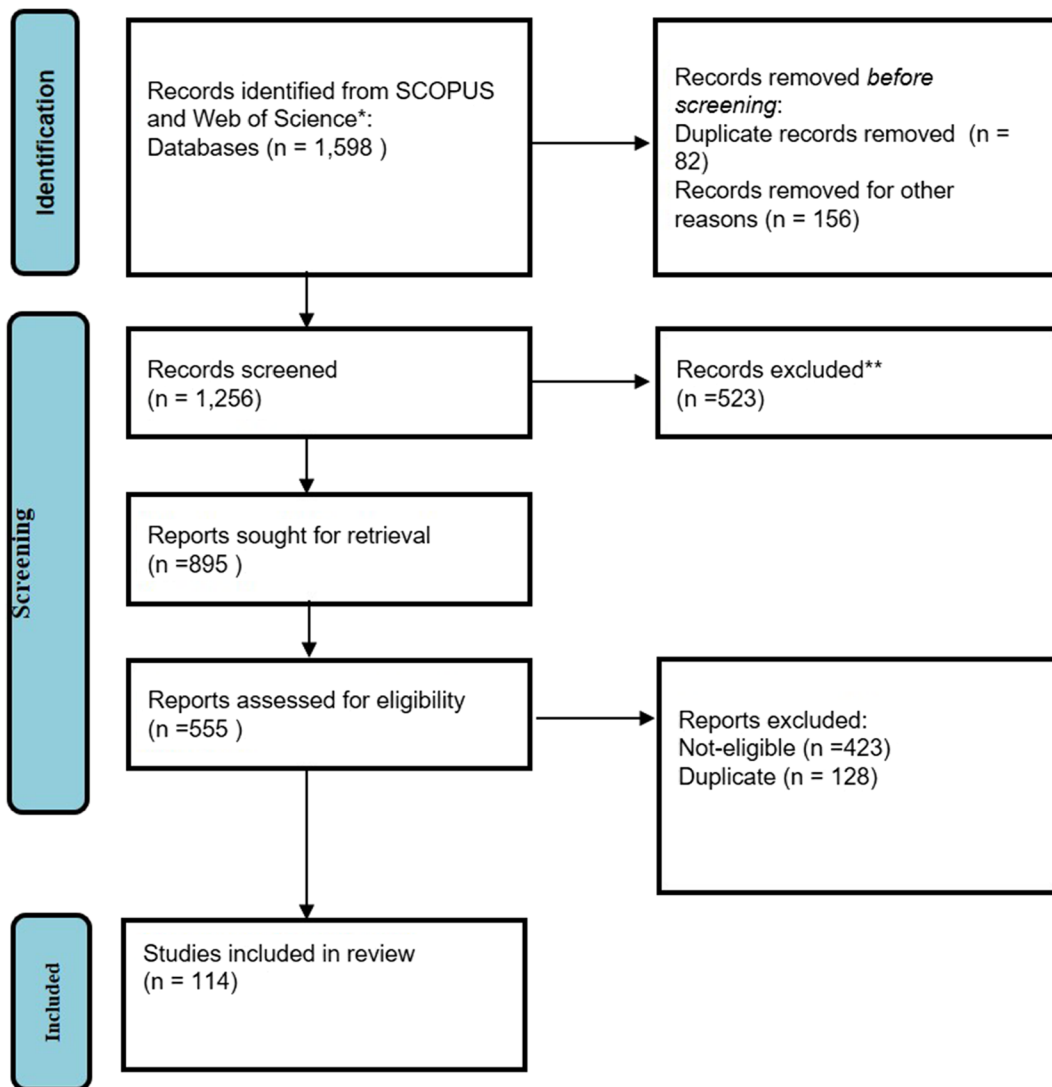 Identification
Records identified from SCOPUS
and Web of Science*:
Databases (n = 1,598 )
Records removed before
screening:
Duplicate records removed  (n =
82)
Records removed for other
reasons (n = 156)
Screening
Records screened
(n = 1,256)
Records excluded**
(n =523)
Reports sought for retrieval
(n =895 )
Reports assessed for eligibility
(n =555 )
Reports excluded:
Not-eligible (n =423)
Duplicate (n = 128)
Included
Studies included in review
(n = 114)